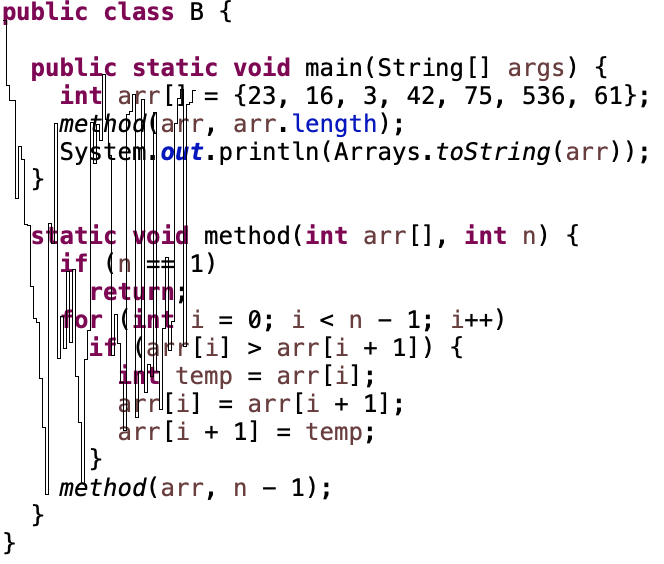 public class B {
public static void main(String[] args) {
int arr[] = {23, 16, 3, 42, 75, 536, 61};
method(arr, arr.length);
System.out.println(Arrays.toString(arr));
}
static void method(int arr[], int n) {
if (n == 1)
return;
for (int i = 0; i < n - 1; i++)
if (arr[i] > arr[i + 1]) {
int temp = arr[i];
arr[i] = arr[i + 1];
arr[i + 1] = temp;
}
method(arr, n - 1);
}
}